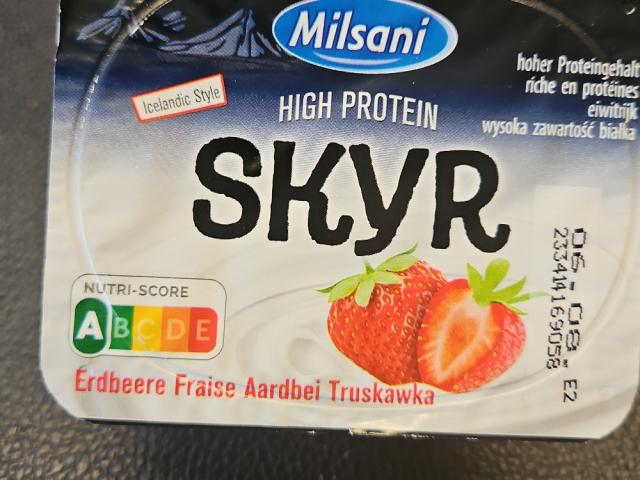 Milsani
Icelandic Style
HIGH PROTEIN
SKYR
hoher Proteingehalt
riche en protéines
eiwitrijk
wysoka zawartość białka
NUTRI-SCORE
A B C D E
Erdbeere Fraise Aardbei Truskawka
06-08- E2
233414169058